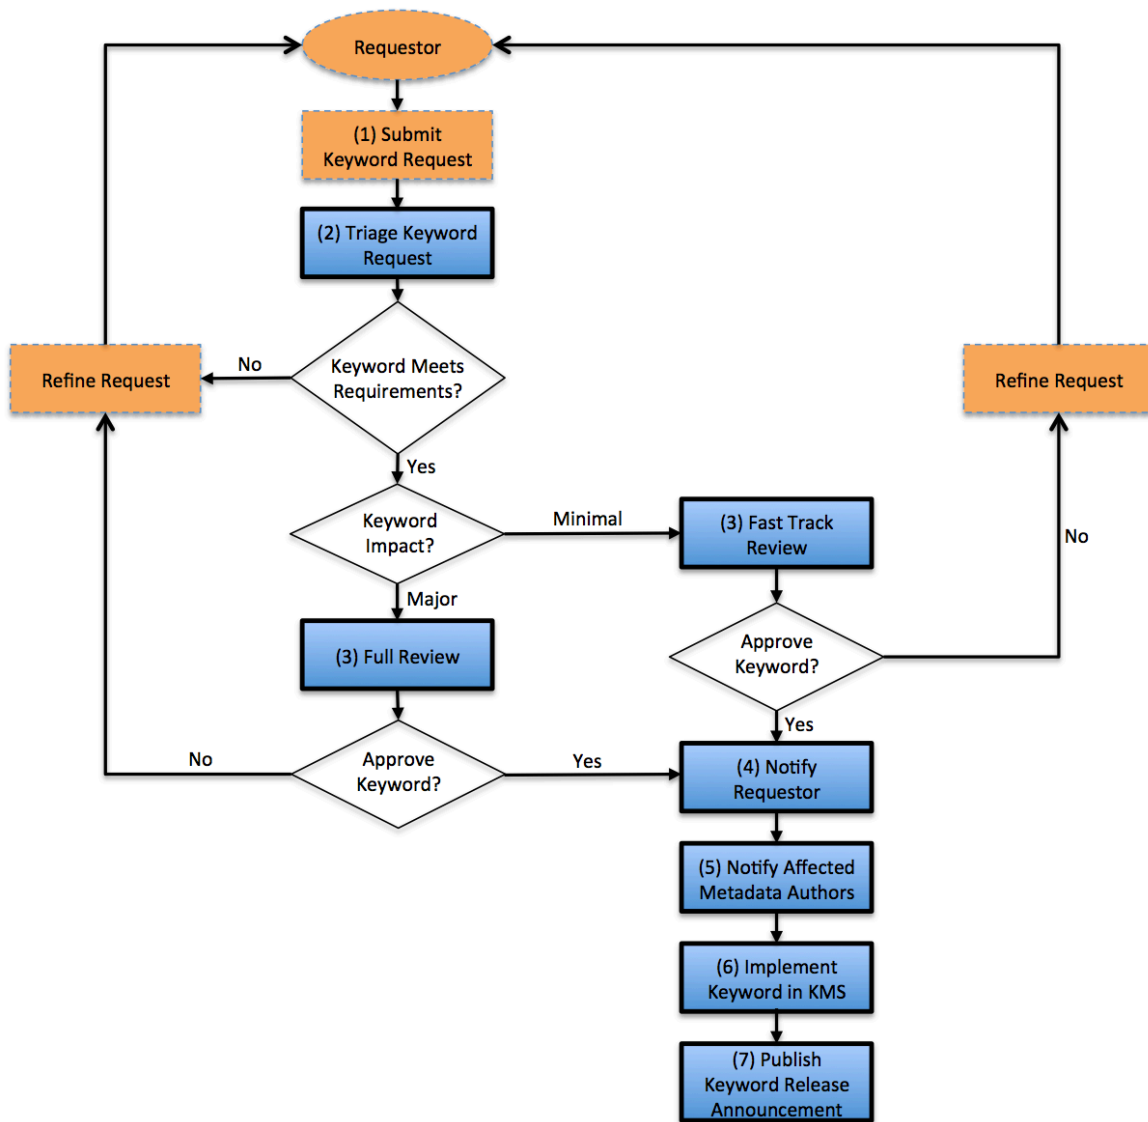 Requestor
(1) Submit
Keyword Request
(2) Triage Keyword
Request
No
Keyword Meets
Requirements?
Refine Request
Refine Request
Yes
Keyword
Impact?
Minimal
(3) Fast Track
Review
No
Major
(3) Full Review
Approve
Keyword?
Yes
No
Approve
Keyword?
Yes
(4) Notify
Requestor
(5) Notify Affected
Metadata Authors
(6) Implement
Keyword in KMS
(7) Publish
Keyword Release
Announcement